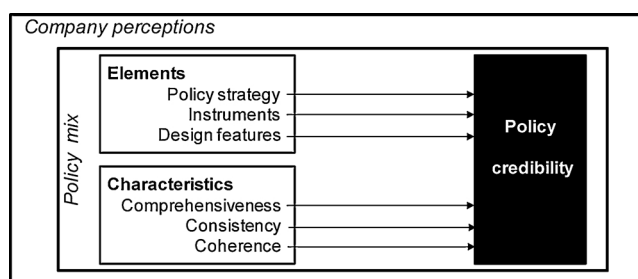 Company perceptions
Policy mix
Elements
Policy strategy
Instruments
Design features
Characteristics
Comprehensiveness
Consistency
Coherence
Policy
credibility